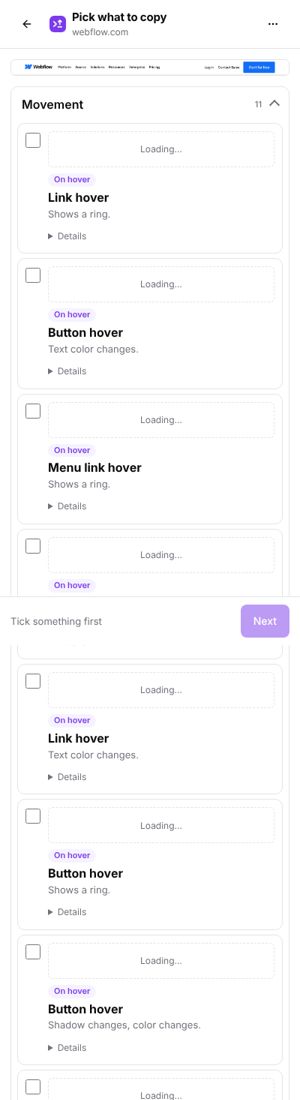 Pick what to copy
webflow.com
Webflow Platform Solutions Resources Enterprise Pricing
Log in Contact Sales
Movement 11
Loading...
On hover
Link hover
Shows a ring.
Details
Loading...
On hover
Button hover
Text color changes.
Details
Loading...
On hover
Menu link hover
Shows a ring.
Details
Loading...
On hover
Tick something first
Next
Loading...
On hover
Link hover
Text color changes.
Details
Loading...
On hover
Button hover
Shows a ring.
Details
Loading...
On hover
Button hover
Shadow changes, color changes.
Details
Loading...